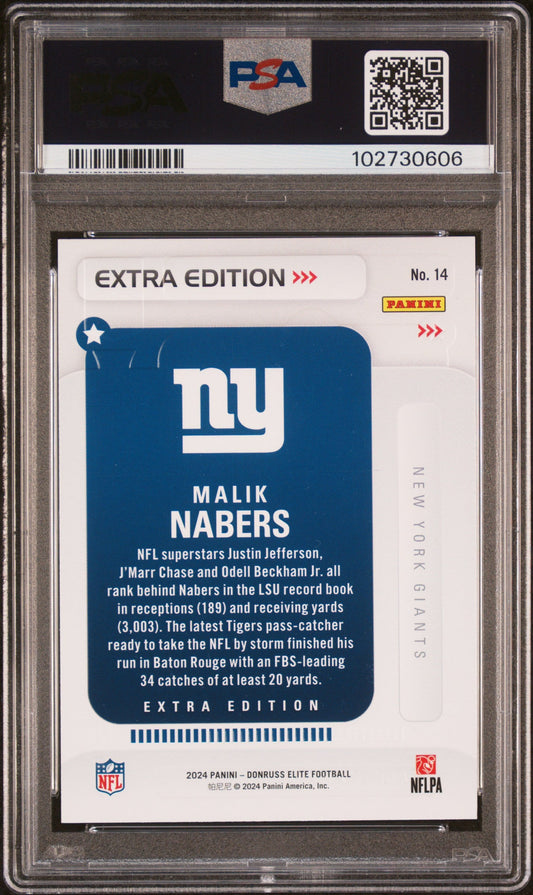 PSA
102730606
EXTRA EDITION >>>
No. 14
PANINI
>>>
ny
MALIK
NABERS
NFL superstars Justin Jefferson,
J'Marr Chase and Odell Beckham Jr. all
rank behind Nabers in the LSU record book
in receptions (189) and receiving yards
(3,003). The latest Tigers pass-catcher
ready to take the NFL by storm finished his
run in Baton Rouge with an FBS-leading
34 catches of at least 20 yards.
EXTRA EDITION
NEW YORK GIANTS
NFL
2024 PANINI – DONRUSS ELITE FOOTBALL
帕尼尼 © 2024 Panini America, Inc.
NFLPA
PSA